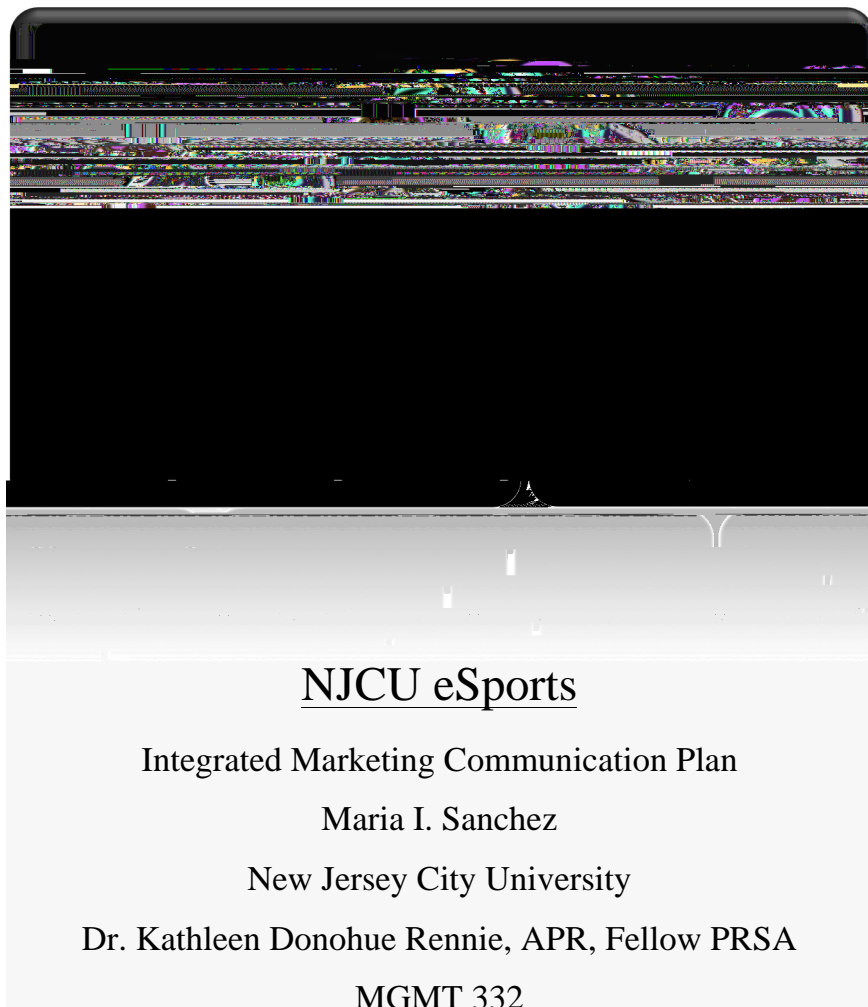 NJCU eSports
Integrated Marketing Communication Plan
Maria I. Sanchez
New Jersey City University
Dr. Kathleen Donohue Rennie, APR, Fellow PRSA
MGMT 332